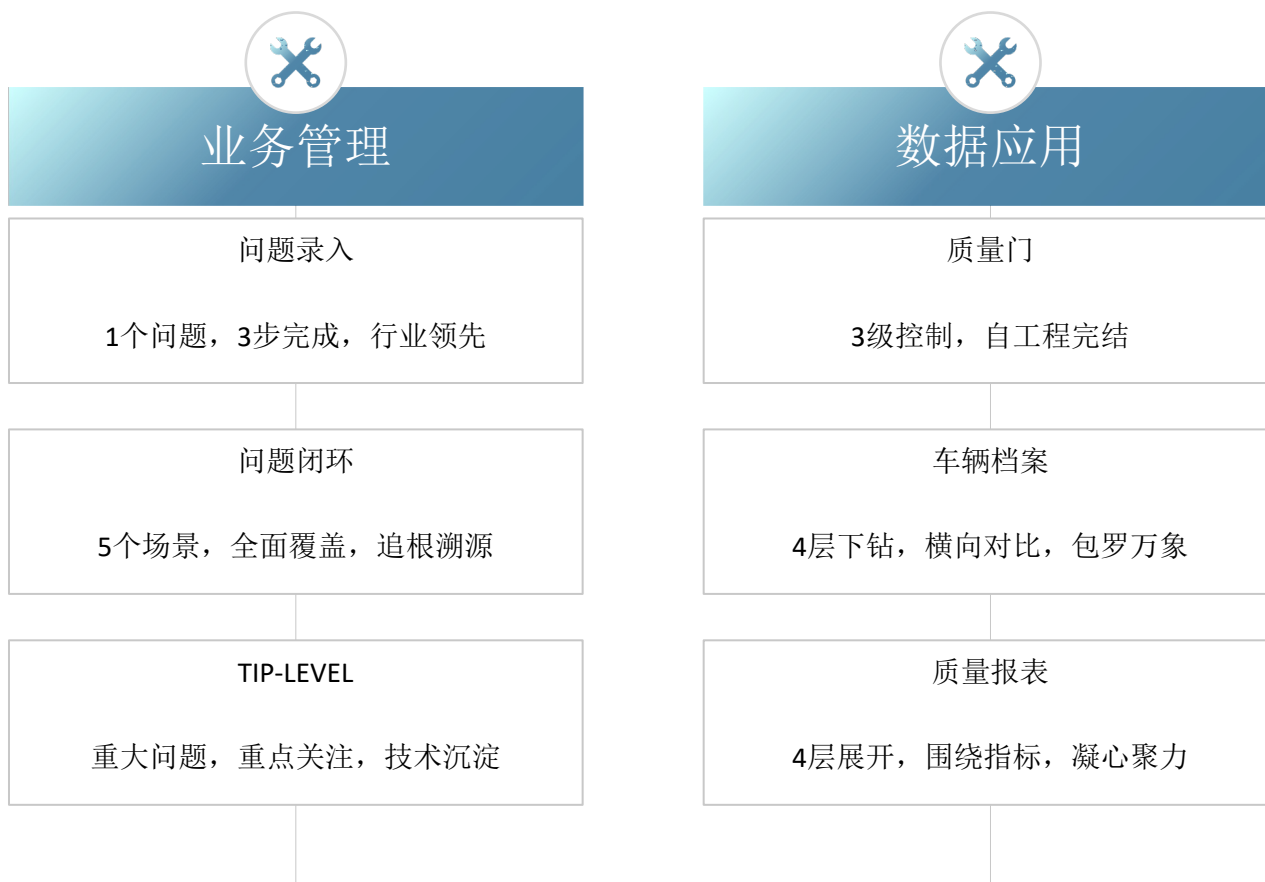 业务管理
问题录入
1个问题，3步完成，行业领先
问题闭环
5个场景，全面覆盖，追根溯源
TIP-LEVEL
重大问题，重点关注，技术沉淀
数据应用
质量门
3级控制，自工程完结
车辆档案
4层下钻，横向对比，包罗万象
质量报表
4层展开，围绕指标，凝心聚力